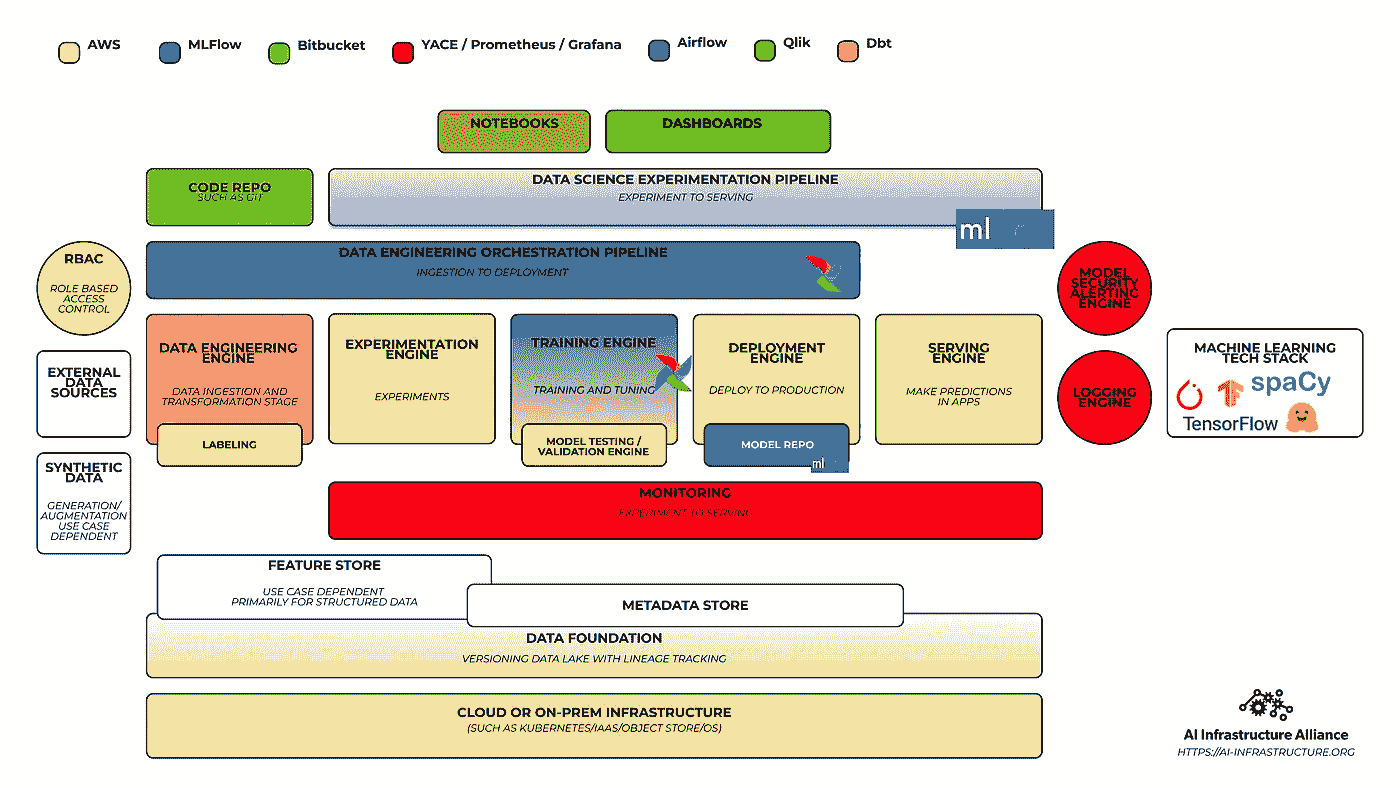 AWS
MLFlow
Bitbucket
YACE / Prometheus / Grafana
Airflow
Qlik
Dbt
NOTEBOOKS
DASHBOARDS
CODE REPO
SUCH AS GIT
DATA SCIENCE EXPERIMENTATION PIPELINE
EXPERIMENT TO SERVING
ml
RBAC
ROLE BASED
ACCESS
CONTROL
DATA ENGINEERING ORCHESTRATION PIPELINE
INGESTION TO DEPLOYMENT
MODEL
SECURITY
ALERTING
ENGINE
EXTERNAL
DATA
SOURCES
DATA ENGINEERING
ENGINE
DATA INGESTION AND
TRANSFORMATION STAGE
LABELING
EXPERIMENTATION
ENGINE
EXPERIMENTS
TRAINING ENGINE
TRAINING AND TUNING
MODEL TESTING /
VALIDATION ENGINE
DEPLOYMENT
ENGINE
DEPLOY TO PRODUCTION
MODEL REPO
ml
SERVING
ENGINE
MAKE PREDICTIONS
IN APPS
LOGGING
ENGINE
MACHINE LEARNING
TECH STACK
spaCy
TensorFlow
SYNTHETIC
DATA
GENERATION/
AUGMENTATION
USE CASE
DEPENDENT
MONITORING
EXPERIMENT TO SERVING
FEATURE STORE
USE CASE DEPENDENT
PRIMARILY FOR STRUCTURED DATA
METADATA STORE
DATA FOUNDATION
VERSIONING DATA LAKE WITH LINEAGE TRACKING
CLOUD OR ON-PREM INFRASTRUCTURE
(SUCH AS KUBERNETES/IAAS/OBJECT STORE/OS)
AI Infrastructure Alliance
HTTPS://AI-INFRASTRUCTURE.ORG